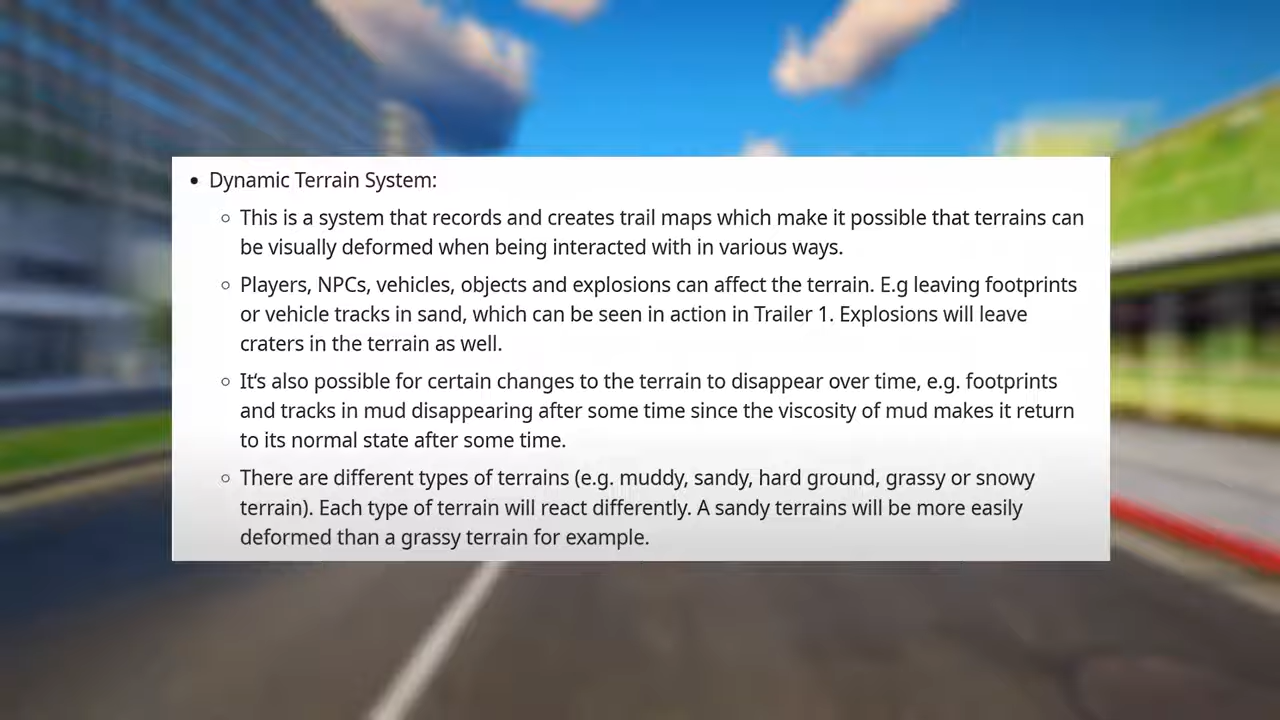 • Dynamic Terrain System:
○ This is a system that records and creates trail maps which make it possible that terrains can
be visually deformed when being interacted with in various ways.
○ Players, NPCs, vehicles, objects and explosions can affect the terrain. E.g leaving footprints
or vehicle tracks in sand, which can be seen in action in Trailer 1. Explosions will leave
craters in the terrain as well.
○ It‘s also possible for certain changes to the terrain to disappear over time, e.g. footprints
and tracks in mud disappearing after some time since the viscosity of mud makes it return
to its normal state after some time.
○ There are different types of terrains (e.g. muddy, sandy, hard ground, grassy or snowy
terrain). Each type of terrain will react differently. A sandy terrains will be more easily
deformed than a grassy terrain for example.